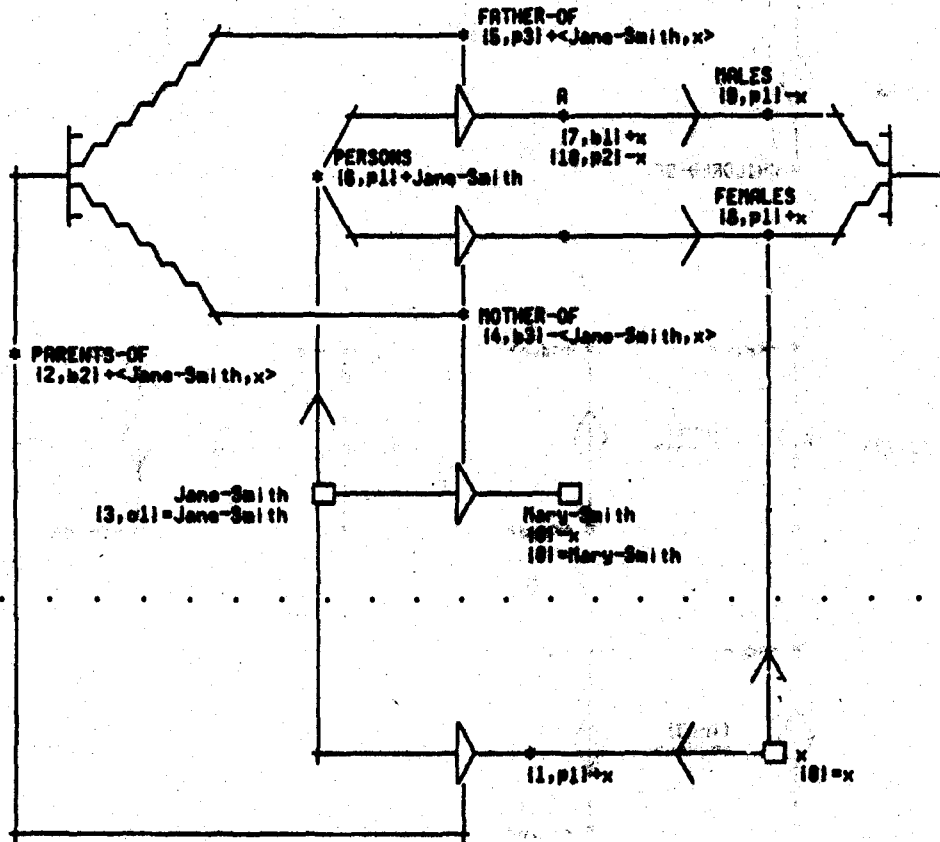 FATHER-OF
{5,p3}+<Jane-Smith,x>
MALES
{9,p1}-x
A
{7,b1}+x
{10,p2}-x
PERSONS
{6,p1}+Jane-Smith
FEMALES
{8,p1}+x
MOTHER-OF
{4,b3}-<Jane-Smith,x>
PARENTS-OF
{2,b2}+<Jane-Smith,x>
Jane-Smith
{3,α1}=Jane-Smith
Mary-Smith
{0}-x
{0}=Mary-Smith
{1,p1}+x
x
{0}=x